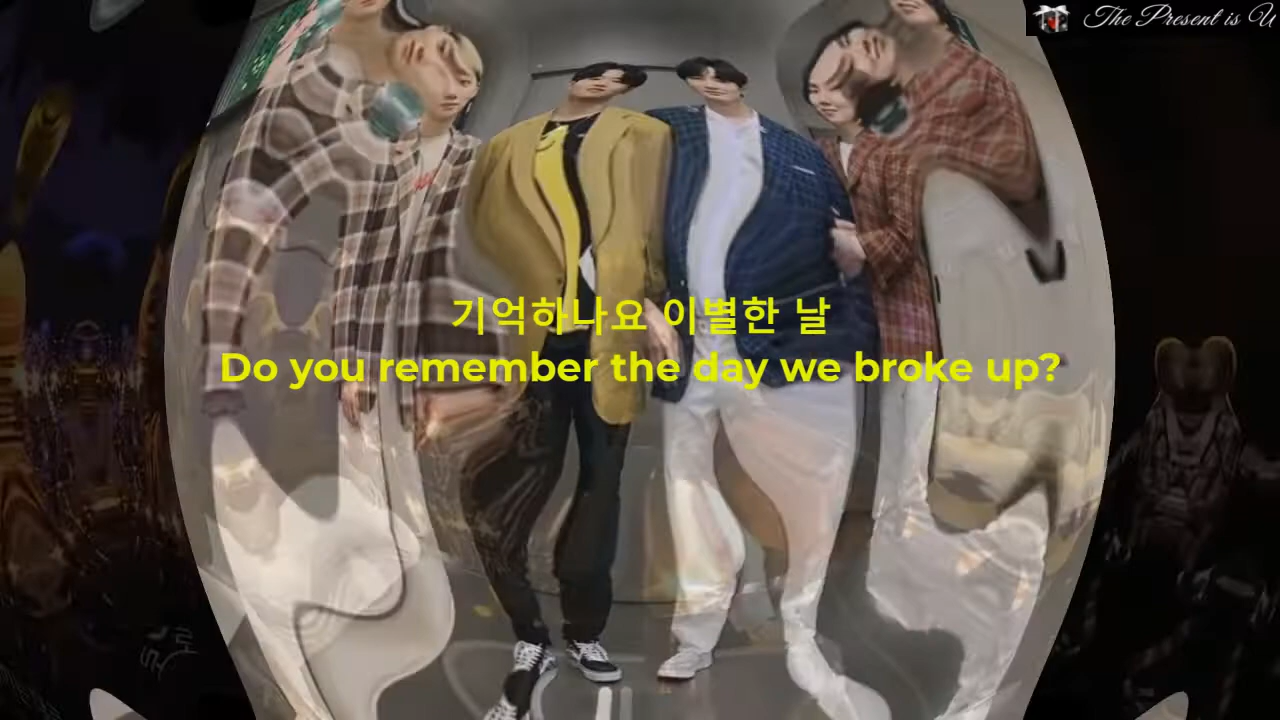 The Present is U
기억하나요 이별한 날
Do you remember the day we broke up?